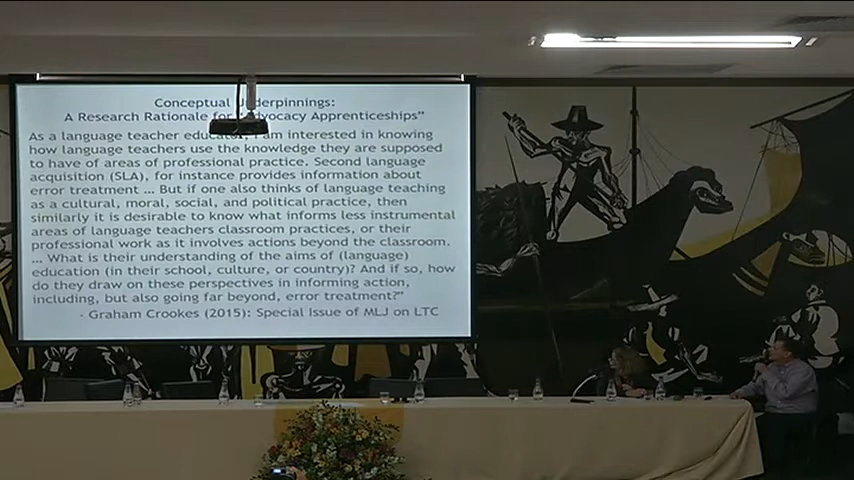 Conceptual Underpinnings:
A Research Rationale for Advocacy Apprenticeships"
As a language teacher educator, I am interested in knowing
how language teachers use the knowledge they are supposed
to have of areas of professional practice. Second language
acquisition (SLA), for instance provides information about
error treatment ... But if one also thinks of language teaching
as a cultural, moral, social, and political practice, then
similarly it is desirable to know what informs less instrumental
areas of language teachers classroom practices, or their
professional work as it involves actions beyond the classroom.
... What is their understanding of the aims of (language)
education (in their school, culture, or country)? And if so, how
do they draw on these perspectives in informing action,
including, but also going far beyond, error treatment?"
- Graham Crookes (2015): Special Issue of MLJ on LTC